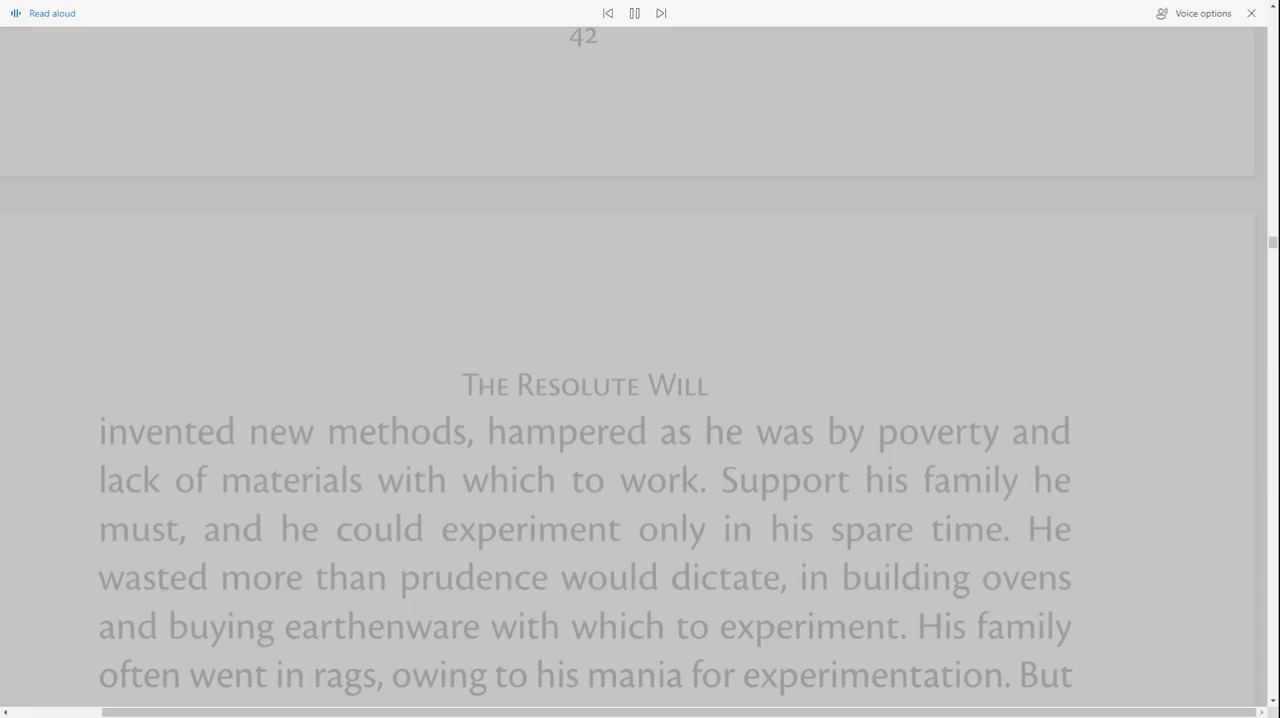 Read aloud
Voice options
42
The Resolute Will
invented new methods, hampered as he was by poverty and
lack of materials with which to work. Support his family he
must, and he could experiment only in his spare time. He
wasted more than prudence would dictate, in building ovens
and buying earthenware with which to experiment. His family
often went in rags, owing to his mania for experimentation. But